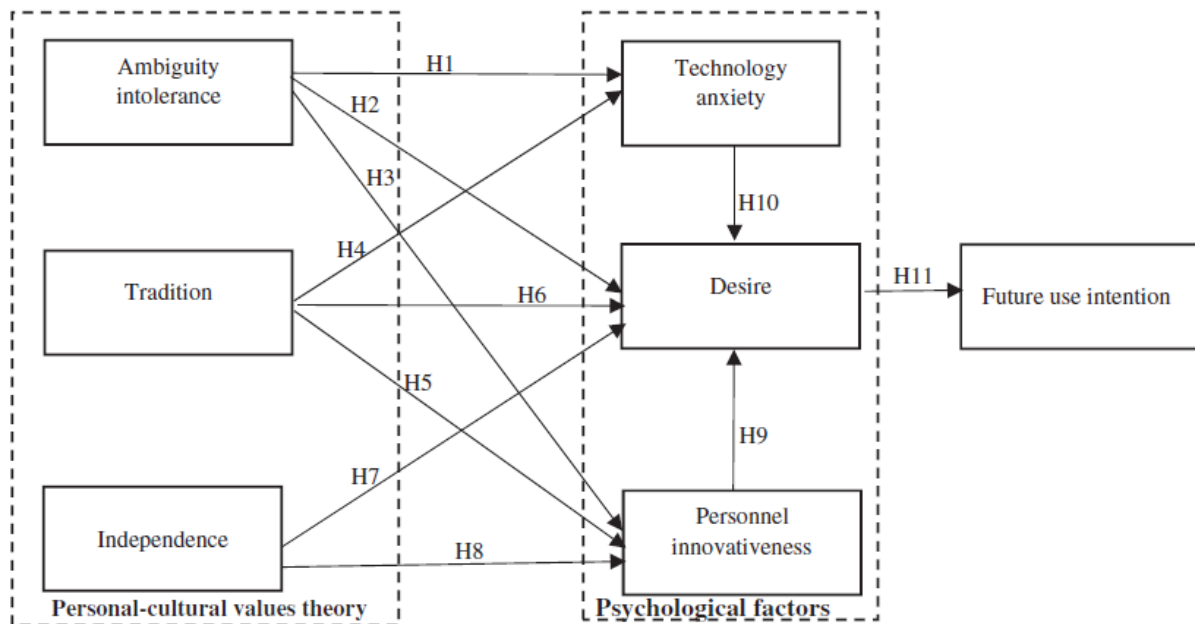 Ambiguity
intolerance
H1
Technology
anxiety
H2
H3
H10
H4
Tradition
H6
Desire
H11
Future use intention
H5
H7
H9
Independence
H8
Personnel
innovativeness
Personal-cultural values theory
Psychological factors